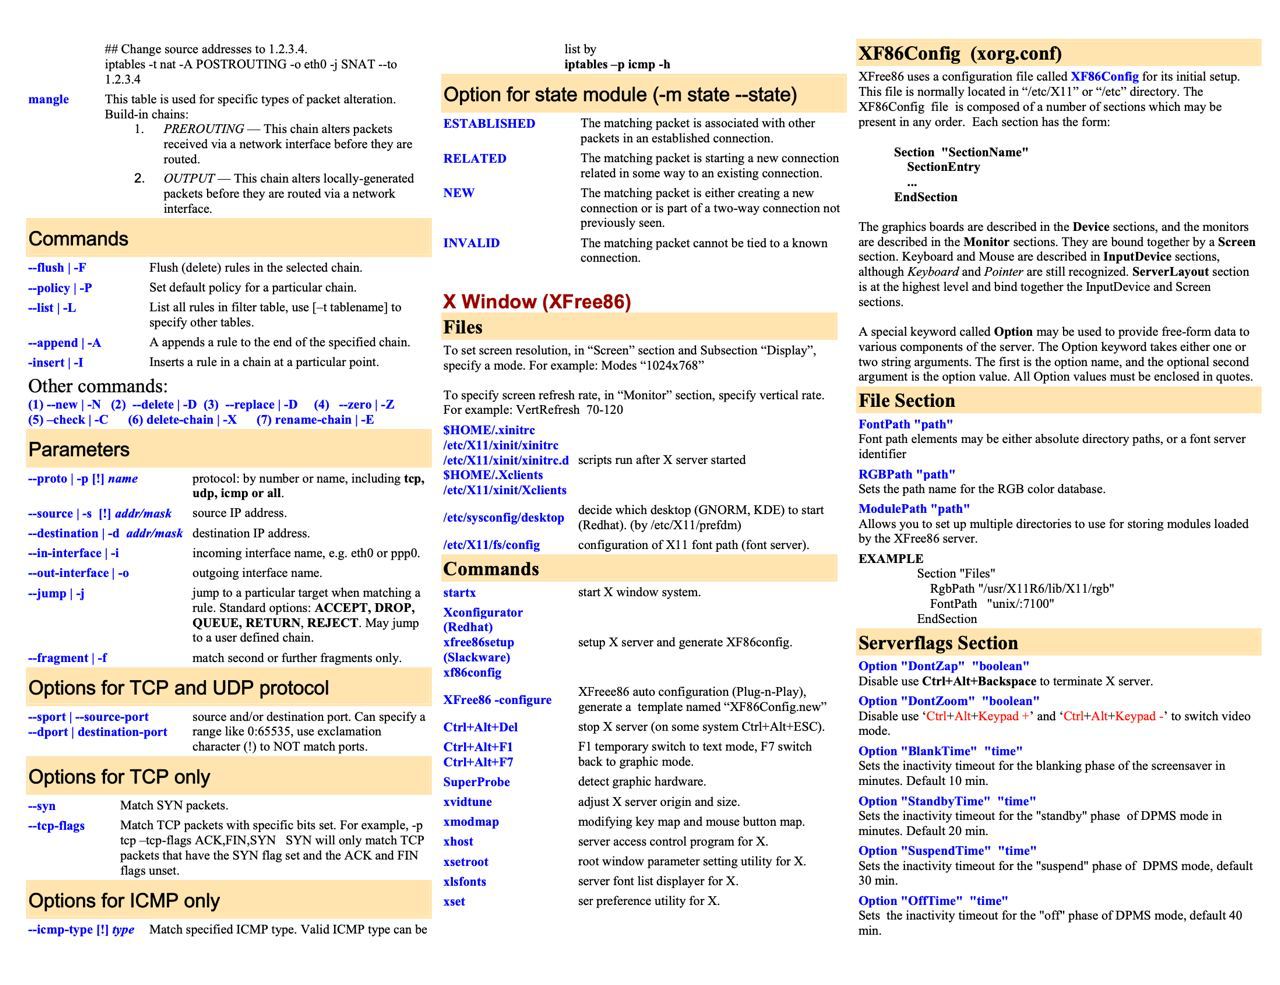 ## Change source addresses to 1.2.3.4.
iptables -t nat -A POSTROUTING -o eth0 -j SNAT --to
1.2.3.4
mangle This table is used for specific types of packet alteration.
Build-in chains:
1. PREROUTING — This chain alters packets
received via a network interface before they are
routed.
2. OUTPUT — This chain alters locally-generated
packets before they are routed via a network
interface.
Commands
--flush | -F Flush (delete) rules in the selected chain.
--policy | -P Set default policy for a particular chain.
--list | -L List all rules in filter table, use [–t tablename] to
specify other tables.
--append | -A A appends a rule to the end of the specified chain.
-insert | -I Inserts a rule in a chain at a particular point.
Other commands:
(1) --new | -N (2) --delete | -D (3) --replace | -D (4) --zero | -Z
(5) –check | -C (6) delete-chain | -X (7) rename-chain | -E
Parameters
--proto | -p [!] name protocol: by number or name, including tcp,
udp, icmp or all.
--source | -s [!] addr/mask source IP address.
--destination | -d addr/mask destination IP address.
--in-interface | -i incoming interface name, e.g. eth0 or ppp0.
--out-interface | -o outgoing interface name.
--jump | -j jump to a particular target when matching a
rule. Standard options: ACCEPT, DROP,
QUEUE, RETURN, REJECT. May jump
to a user defined chain.
--fragment | -f match second or further fragments only.
Options for TCP and UDP protocol
--sport | --source-port source and/or destination port. Can specify a
--dport | destination-port range like 0:65535, use exclamation
character (!) to NOT match ports.
Options for TCP only
--syn Match SYN packets.
--tcp-flags Match TCP packets with specific bits set. For example, -p
tcp –tcp-flags ACK,FIN,SYN SYN will only match TCP
packets that have the SYN flag set and the ACK and FIN
flags unset.
Options for ICMP only
--icmp-type [!] type Match specified ICMP type. Valid ICMP type can be
list by
iptables –p icmp -h
Option for state module (-m state --state)
ESTABLISHED The matching packet is associated with other
packets in an established connection.
RELATED The matching packet is starting a new connection
related in some way to an existing connection.
NEW The matching packet is either creating a new
connection or is part of a two-way connection not
previously seen.
INVALID The matching packet cannot be tied to a known
connection.
X Window (XFree86)
Files
To set screen resolution, in “Screen” section and Subsection “Display”,
specify a mode. For example: Modes “1024x768”
To specify screen refresh rate, in “Monitor” section, specify vertical rate.
For example: VertRefresh 70-120
$HOME/.xinitrc
/etc/X11/xinit/xinitrc
/etc/X11/xinit/xinitrc.d scripts run after X server started
$HOME/.Xclients
/etc/X11/xinit/Xclients
/etc/sysconfig/desktop decide which desktop (GNORM, KDE) to start
(Redhat). (by /etc/X11/prefdm)
/etc/X11/fs/config configuration of X11 font path (font server).
Commands
startx start X window system.
Xconfigurator
(Redhat)
xfree86setup setup X server and generate XF86config.
(Slackware)
xf86config
XFree86 -configure XFreee86 auto configuration (Plug-n-Play),
generate a template named “XF86Config.new”
Ctrl+Alt+Del stop X server (on some system Ctrl+Alt+ESC).
Ctrl+Alt+F1 F1 temporary switch to text mode, F7 switch
Ctrl+Alt+F7 back to graphic mode.
SuperProbe detect graphic hardware.
xvidtune adjust X server origin and size.
xmodmap modifying key map and mouse button map.
xhost server access control program for X.
xsetroot root window parameter setting utility for X.
xlsfonts server font list displayer for X.
xset ser preference utility for X.
XF86Config (xorg.conf)
XFree86 uses a configuration file called XF86Config for its initial setup.
This file is normally located in “/etc/X11” or “/etc” directory. The
XF86Config file is composed of a number of sections which may be
present in any order. Each section has the form:
Section "SectionName"
SectionEntry
...
EndSection
The graphics boards are described in the Device sections, and the monitors
are described in the Monitor sections. They are bound together by a Screen
section. Keyboard and Mouse are described in InputDevice sections,
although Keyboard and Pointer are still recognized. ServerLayout section
is at the highest level and bind together the InputDevice and Screen
sections.
A special keyword called Option may be used to provide free-form data to
various components of the server. The Option keyword takes either one or
two string arguments. The first is the option name, and the optional second
argument is the option value. All Option values must be enclosed in quotes.
File Section
FontPath "path"
Font path elements may be either absolute directory paths, or a font server
identifier
RGBPath "path"
Sets the path name for the RGB color database.
ModulePath "path"
Allows you to set up multiple directories to use for storing modules loaded
by the XFree86 server.
EXAMPLE
Section "Files"
RgbPath "/usr/X11R6/lib/X11/rgb"
FontPath "unix/:7100"
EndSection
Serverflags Section
Option "DontZap" "boolean"
Disable use Ctrl+Alt+Backspace to terminate X server.
Option "DontZoom" "boolean"
Disable use ‘Ctrl+Alt+Keypad +’ and ‘Ctrl+Alt+Keypad -’ to switch video
mode.
Option "BlankTime" "time"
Sets the inactivity timeout for the blanking phase of the screensaver in
minutes. Default 10 min.
Option "StandbyTime" "time"
Sets the inactivity timeout for the "standby" phase of DPMS mode in
minutes. Default 20 min.
Option "SuspendTime" "time"
Sets the inactivity timeout for the "suspend" phase of DPMS mode, default
30 min.
Option "OffTime" "time"
Sets the inactivity timeout for the "off" phase of DPMS mode, default 40
min.